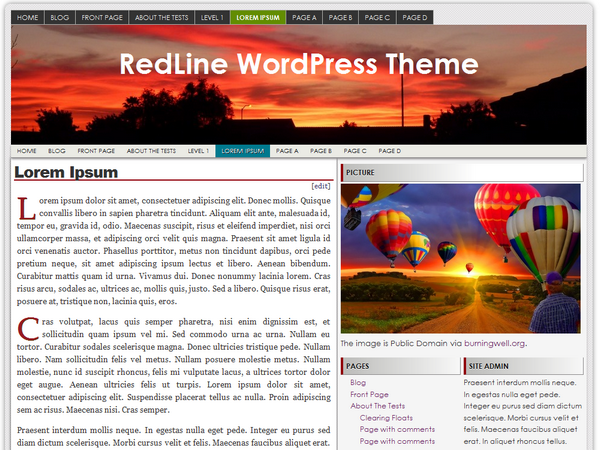 HOME BLOG FRONT PAGE ABOUT THE TESTS LEVEL 1 LOREM IPSUM PAGE A PAGE B PAGE C PAGE D
RedLine WordPress Theme
HOME BLOG FRONT PAGE ABOUT THE TESTS LEVEL 1 LOREM IPSUM PAGE A PAGE B PAGE C PAGE D
Lorem Ipsum
[edit]
Lorem ipsum dolor sit amet, consectetuer adipiscing elit. Donec mollis. Quisque
convallis libero in sapien pharetra tincidunt. Aliquam elit ante, malesuada id,
tempor eu, gravida id, odio. Maecenas suscipit, risus et eleifend imperdiet, nisi orci
ullamcorper massa, et adipiscing orci velit quis magna. Praesent sit amet ligula id
orci venenatis auctor. Phasellus porttitor, metus non tincidunt dapibus, orci pede
pretium neque, sit amet adipiscing ipsum lectus et libero. Aenean bibendum.
Curabitur mattis quam id urna. Vivamus dui. Donec nonummy lacinia lorem. Cras
risus arcu, sodales ac, ultrices ac, mollis quis, justo. Sed a libero. Quisque risus erat,
posuere at, tristique non, lacinia quis, eros.
Cras volutpat, lacus quis semper pharetra, nisi enim dignissim est, et
sollicitudin quam ipsum vel mi. Sed commodo urna ac urna. Nullam eu
tortor. Curabitur sodales scelerisque magna. Donec ultricies tristique pede. Nullam
libero. Nam sollicitudin felis vel metus. Nullam posuere molestie metus. Nullam
molestie, nunc id suscipit rhoncus, felis mi vulputate lacus, a ultrices tortor dolor
eget augue. Aenean ultricies felis ut turpis. Lorem ipsum dolor sit amet,
consectetuer adipiscing elit. Suspendisse placerat tellus ac nulla. Proin adipiscing
sem ac risus. Maecenas nisi. Cras semper.
Praesent interdum mollis neque. In egestas nulla eget pede. Integer eu purus sed
diam dictum scelerisque. Morbi cursus velit et felis. Maecenas faucibus aliquet erat.
PICTURE
The image is Public Domain via burningwell.org.
PAGES
Blog
Front Page
About The Tests
Clearing Floats
Page with comments
Page with comments
SITE ADMIN
Praesent interdum mollis neque.
In egestas nulla eget pede.
Integer eu purus sed diam dictum
scelerisque. Morbi cursus velit et
felis. Maecenas faucibus aliquet
erat. In aliquet rhoncus tellus.